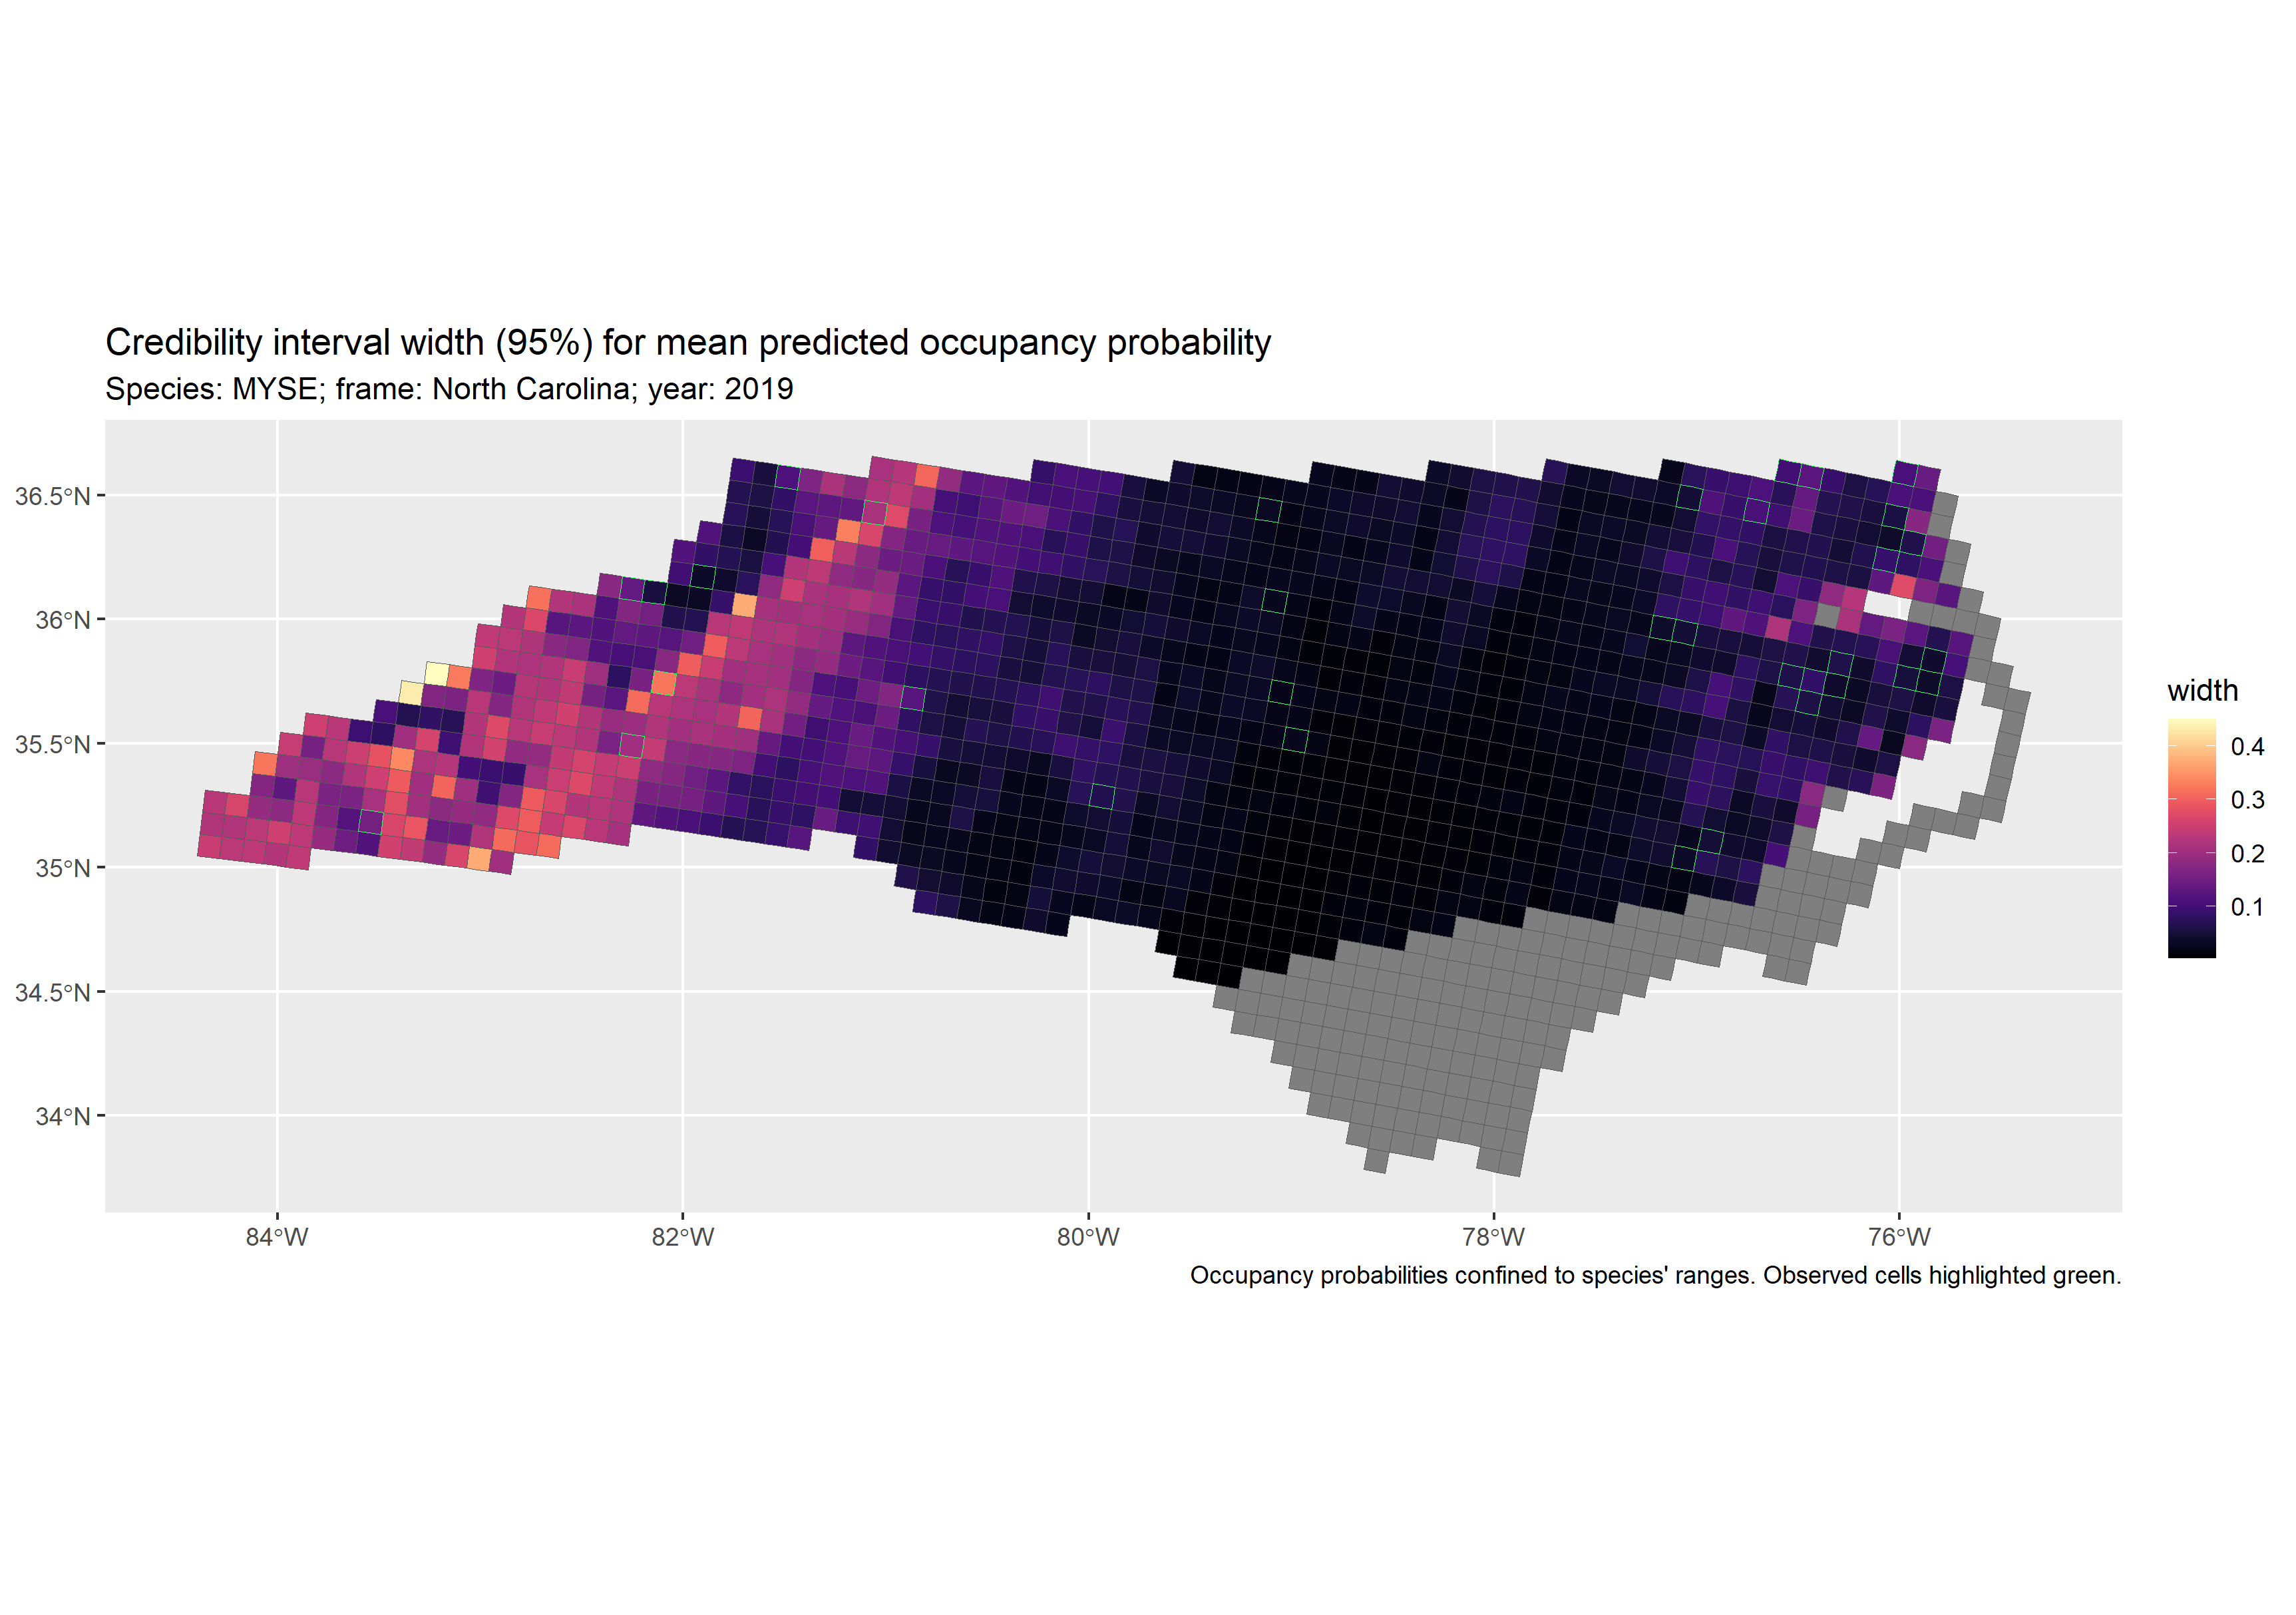 Credibility interval width (95%) for mean predicted occupancy probability
Species: MYSE; frame: North Carolina; year: 2019
36.5°N
36°N
35.5°N
35°N
34.5°N
34°N
84°W
82°W
80°W
78°W
76°W
width
0.4
0.3
0.2
0.1
Occupancy probabilities confined to species' ranges. Observed cells highlighted green.